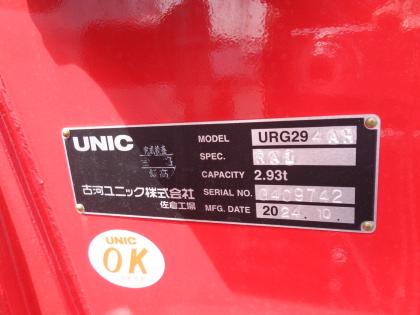 UNIC
MODEL URG29
SPEC.
CAPACITY 2.93t
古河ユニック株式会社
佐倉工場
SERIAL NO. G409742
MFG. DATE 2024.10.
UNIC
OK